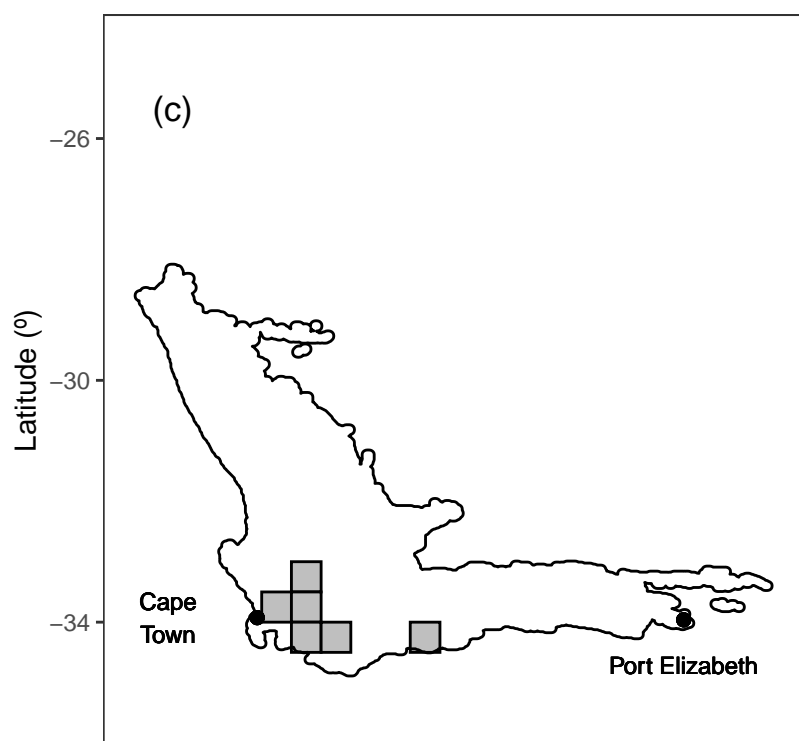 (c)
−26
−30
−34
Latitude (º)
Cape
Town
Port Elizabeth